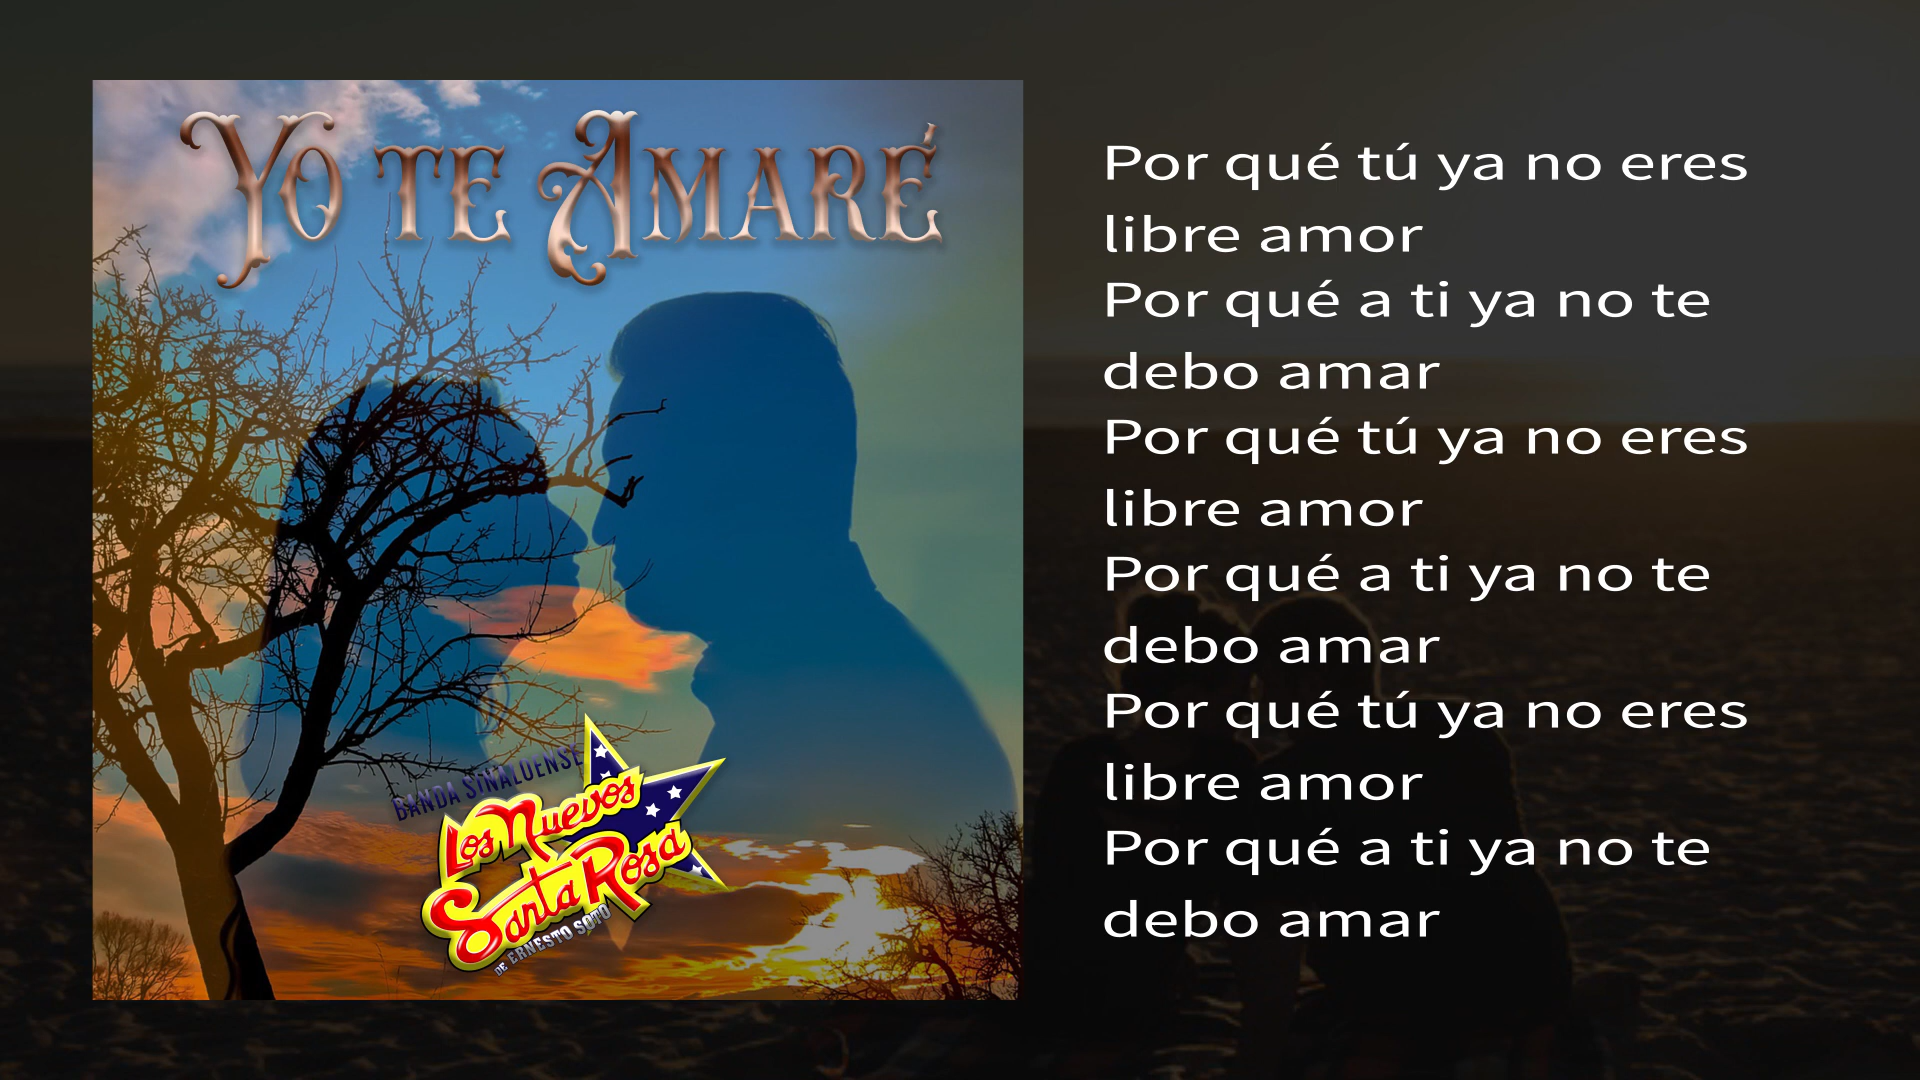 Yo te Amaré
BANDA SINALOENSE
Los Nuevos
Santa Rosa
DE ERNESTO SOTO
Por qué tú ya no eres
libre amor
Por qué a ti ya no te
debo amar
Por qué tú ya no eres
libre amor
Por qué a ti ya no te
debo amar
Por qué tú ya no eres
libre amor
Por qué a ti ya no te
debo amar